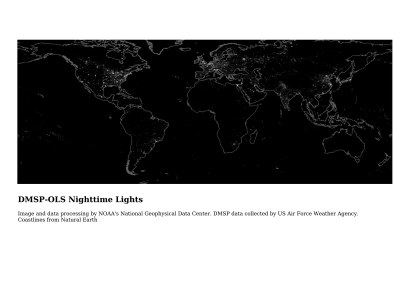 DMSP-OLS Nighttime Lights
Image and data processing by NOAA's National Geophysical Data Center. DMSP data collected by US Air Force Weather Agency.
Coastlines from Natural Earth